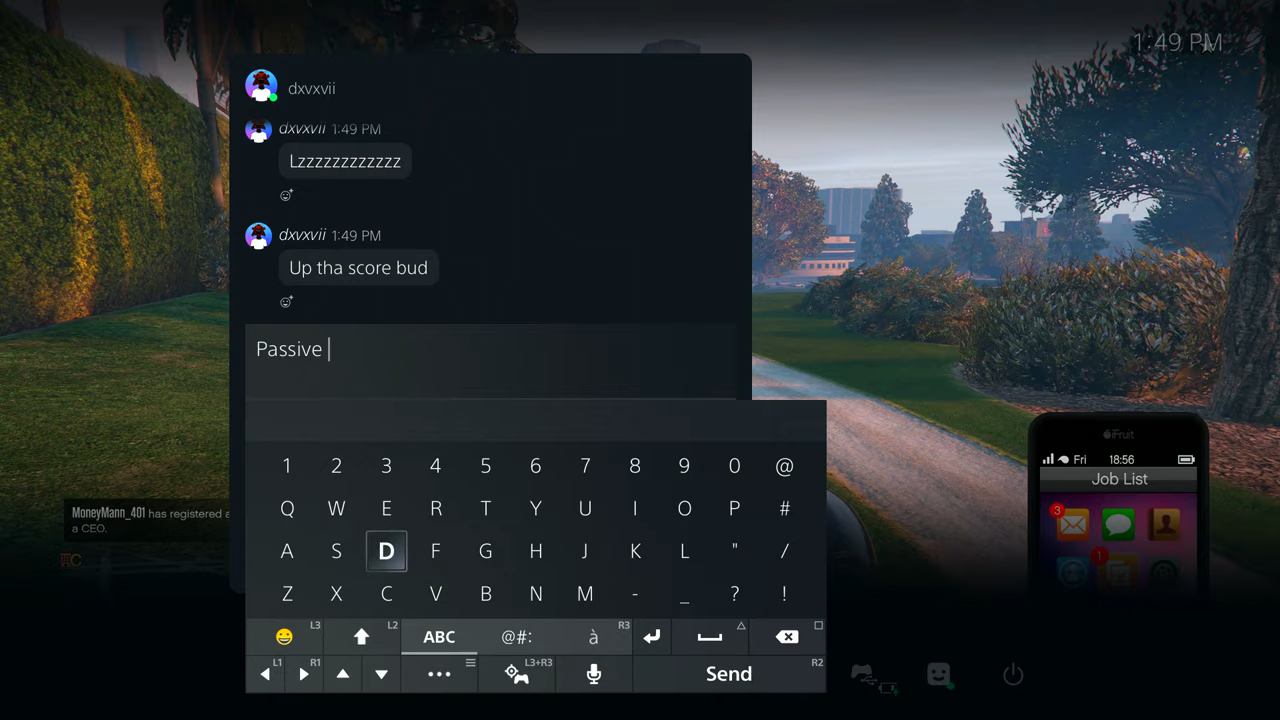 1:49 PM
dxvxvii
dxvxvii 1:49 PM
Lzzzzzzzzzzzz
dxvxvii 1:49 PM
Up tha score bud
Passive
1 2 3 4 5 6 7 8 9 0 @
Q W E R T Y U I O P #
A S D F G H J K L " /
Z X C V B N M - _ ? !
L3 L2 ABC @#: à R3
L1 R1 L3+R3 Send R2
MoneyMann_401 has registered a
a CEO.
iFruit
Fri 18:56
Job List
3
1